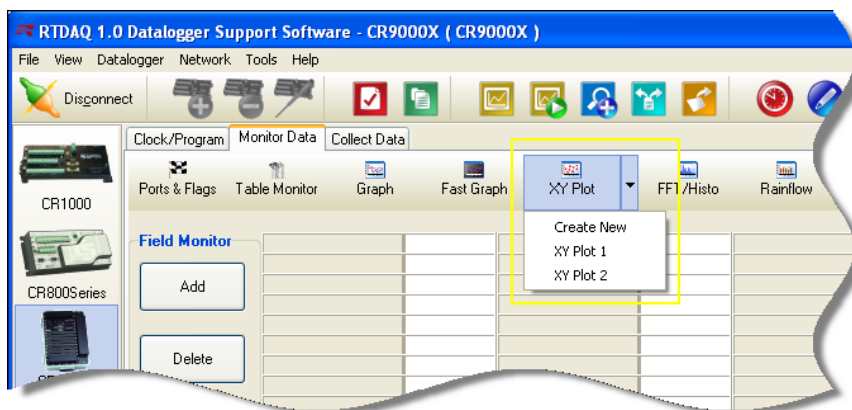 RTDAQ 1.0 Datalogger Support Software - CR9000X ( CR9000X )
File View Datalogger Network Tools Help
Disconnect
Clock/Program Monitor Data Collect Data
Ports & Flags Table Monitor Graph Fast Graph XY Plot FFT/Histo Rainflow
CR1000
Create New
Field Monitor
XY Plot 1
XY Plot 2
Add
CR800Series
Delete